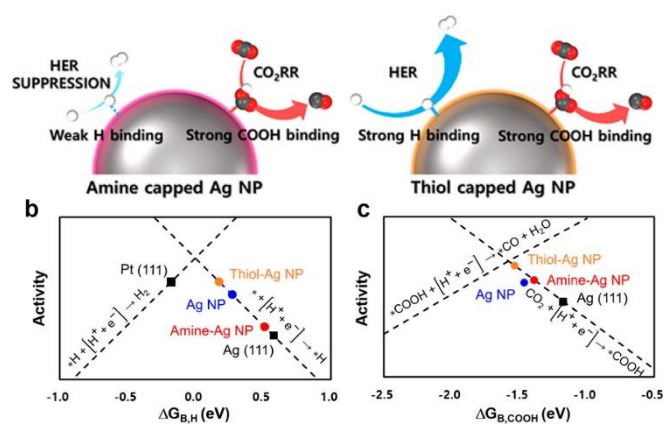 HER
SUPPRESSION
CO₂RR
Weak H binding
Strong COOH binding
Amine capped Ag NP
HER
CO₂RR
Strong H binding
Strong COOH binding
Thiol capped Ag NP
b
Activity
Pt (111)
Thiol-Ag NP
Ag NP
Amine-Ag NP
Ag (111)
*H + [H⁺ + e⁻] → H₂
* + [H⁺ + e⁻] → *H
-1.0 -0.5 0.0 0.5 1.0
ΔG_B,H (eV)
c
Activity
*COOH + [H⁺ + e⁻] → *CO + H₂O
Thiol-Ag NP
Amine-Ag NP
Ag NP
Ag (111)
CO₂ + [H⁺ + e⁻] → *COOH
-2.5 -2.0 -1.5 -1.0 -0.5
ΔG_B,COOH (eV)